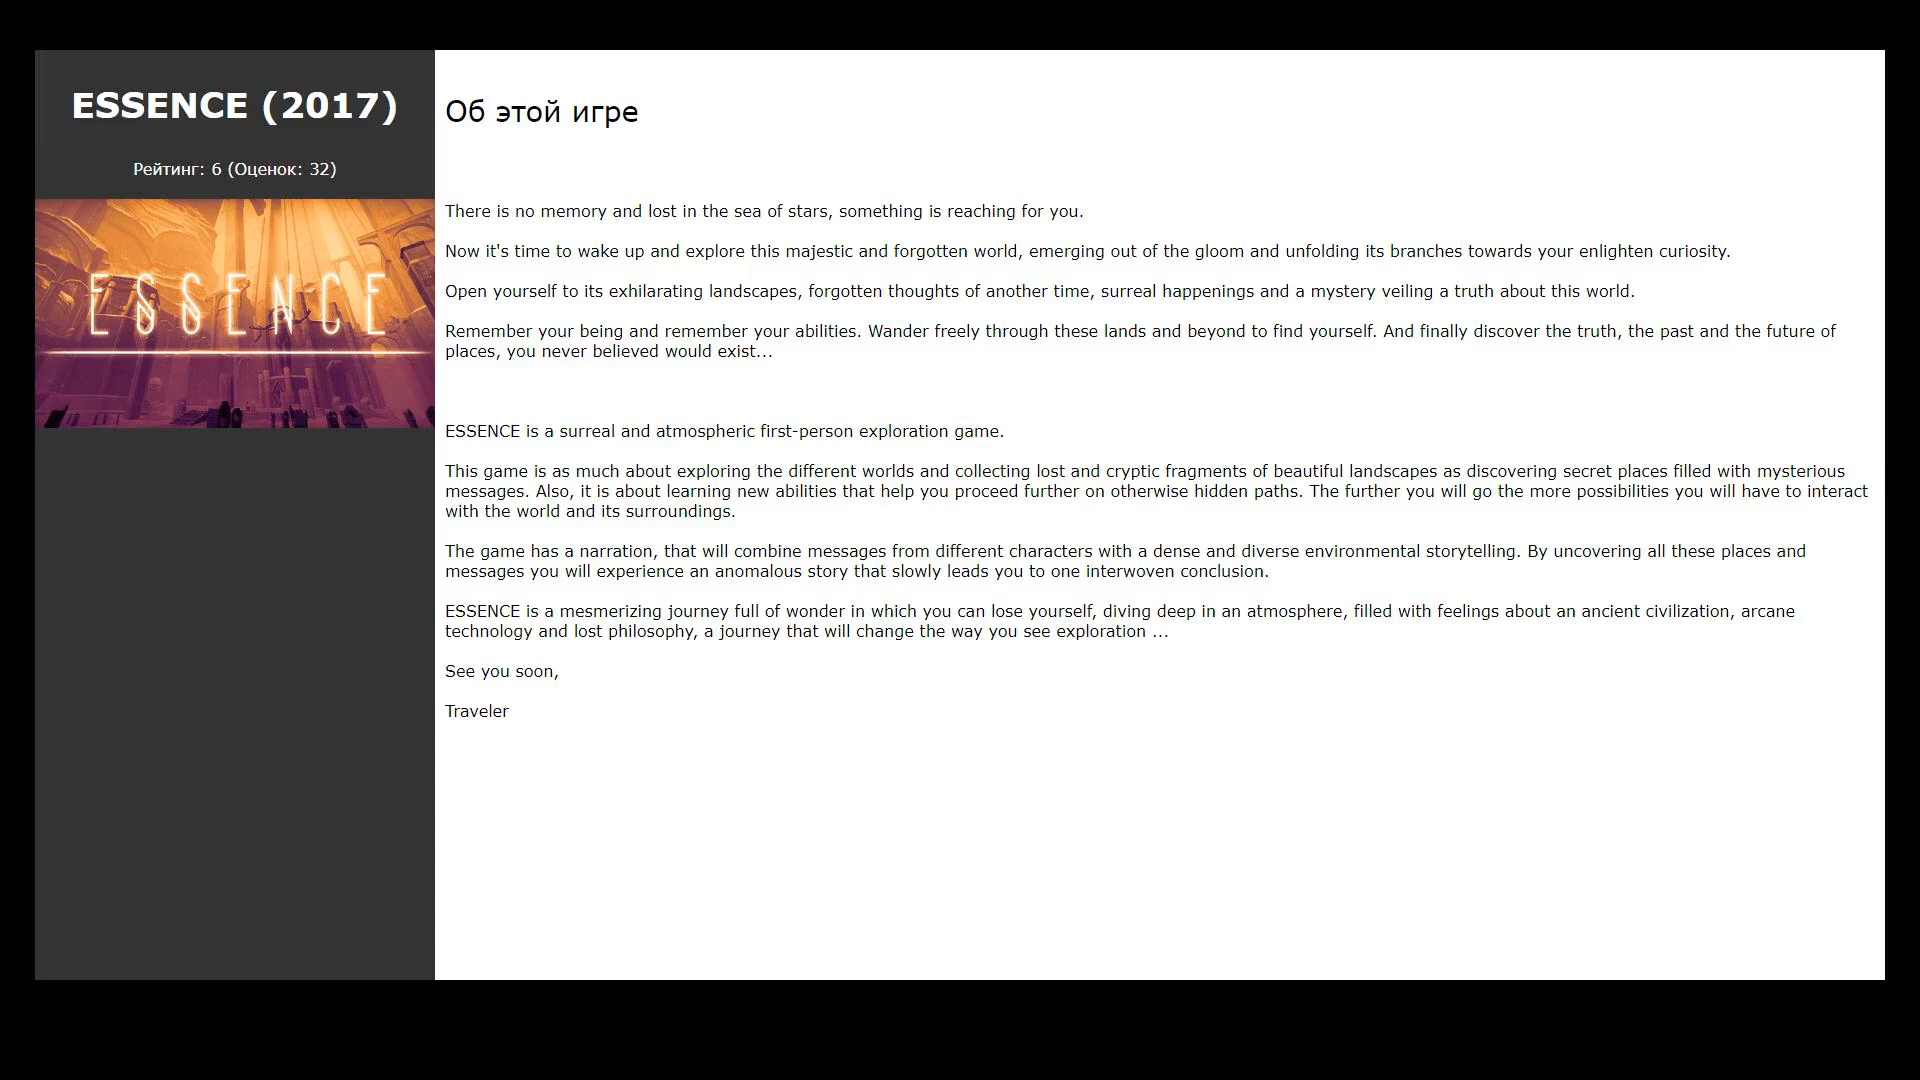 ESSENCE (2017)
Рейтинг: 6 (Оценок: 32)
ESSENCE
Об этой игре
There is no memory and lost in the sea of stars, something is reaching for you.
Now it's time to wake up and explore this majestic and forgotten world, emerging out of the gloom and unfolding its branches towards your enlighten curiosity.
Open yourself to its exhilarating landscapes, forgotten thoughts of another time, surreal happenings and a mystery veiling a truth about this world.
Remember your being and remember your abilities. Wander freely through these lands and beyond to find yourself. And finally discover the truth, the past and the future of
places, you never believed would exist...
ESSENCE is a surreal and atmospheric first-person exploration game.
This game is as much about exploring the different worlds and collecting lost and cryptic fragments of beautiful landscapes as discovering secret places filled with mysterious
messages. Also, it is about learning new abilities that help you proceed further on otherwise hidden paths. The further you will go the more possibilities you will have to interact
with the world and its surroundings.
The game has a narration, that will combine messages from different characters with a dense and diverse environmental storytelling. By uncovering all these places and
messages you will experience an anomalous story that slowly leads you to one interwoven conclusion.
ESSENCE is a mesmerizing journey full of wonder in which you can lose yourself, diving deep in an atmosphere, filled with feelings about an ancient civilization, arcane
technology and lost philosophy, a journey that will change the way you see exploration ...
See you soon,
Traveler